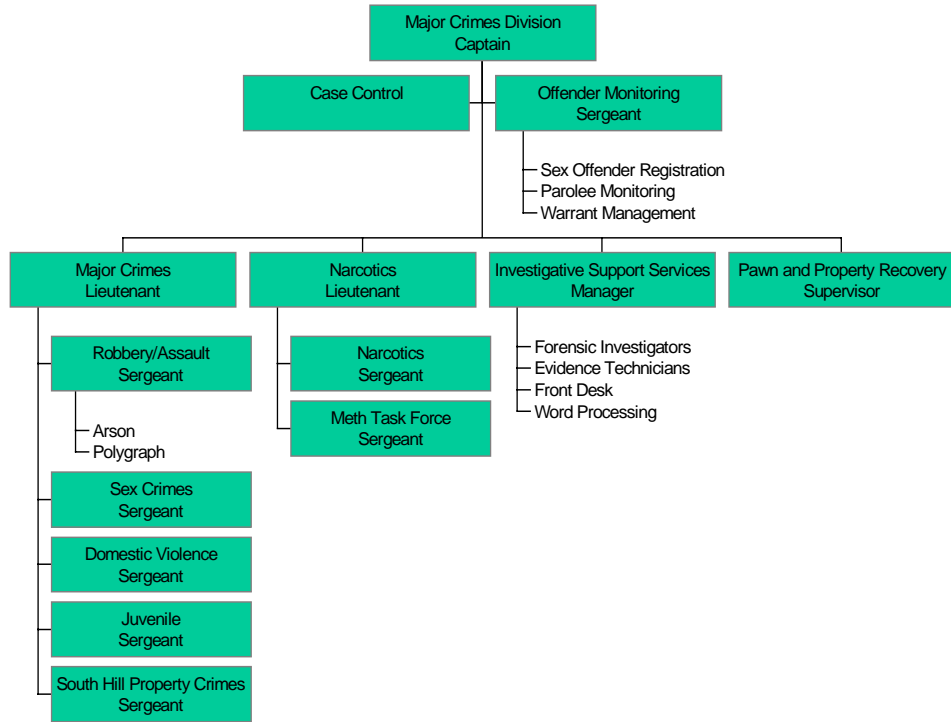 Major Crimes Division
Captain
Case Control
Offender Monitoring
Sergeant
Sex Offender Registration
Parolee Monitoring
Warrant Management
Major Crimes
Lieutenant
Robbery/Assault
Sergeant
Arson
Polygraph
Sex Crimes
Sergeant
Domestic Violence
Sergeant
Juvenile
Sergeant
South Hill Property Crimes
Sergeant
Narcotics
Lieutenant
Narcotics
Sergeant
Meth Task Force
Sergeant
Investigative Support Services
Manager
Forensic Investigators
Evidence Technicians
Front Desk
Word Processing
Pawn and Property Recovery
Supervisor